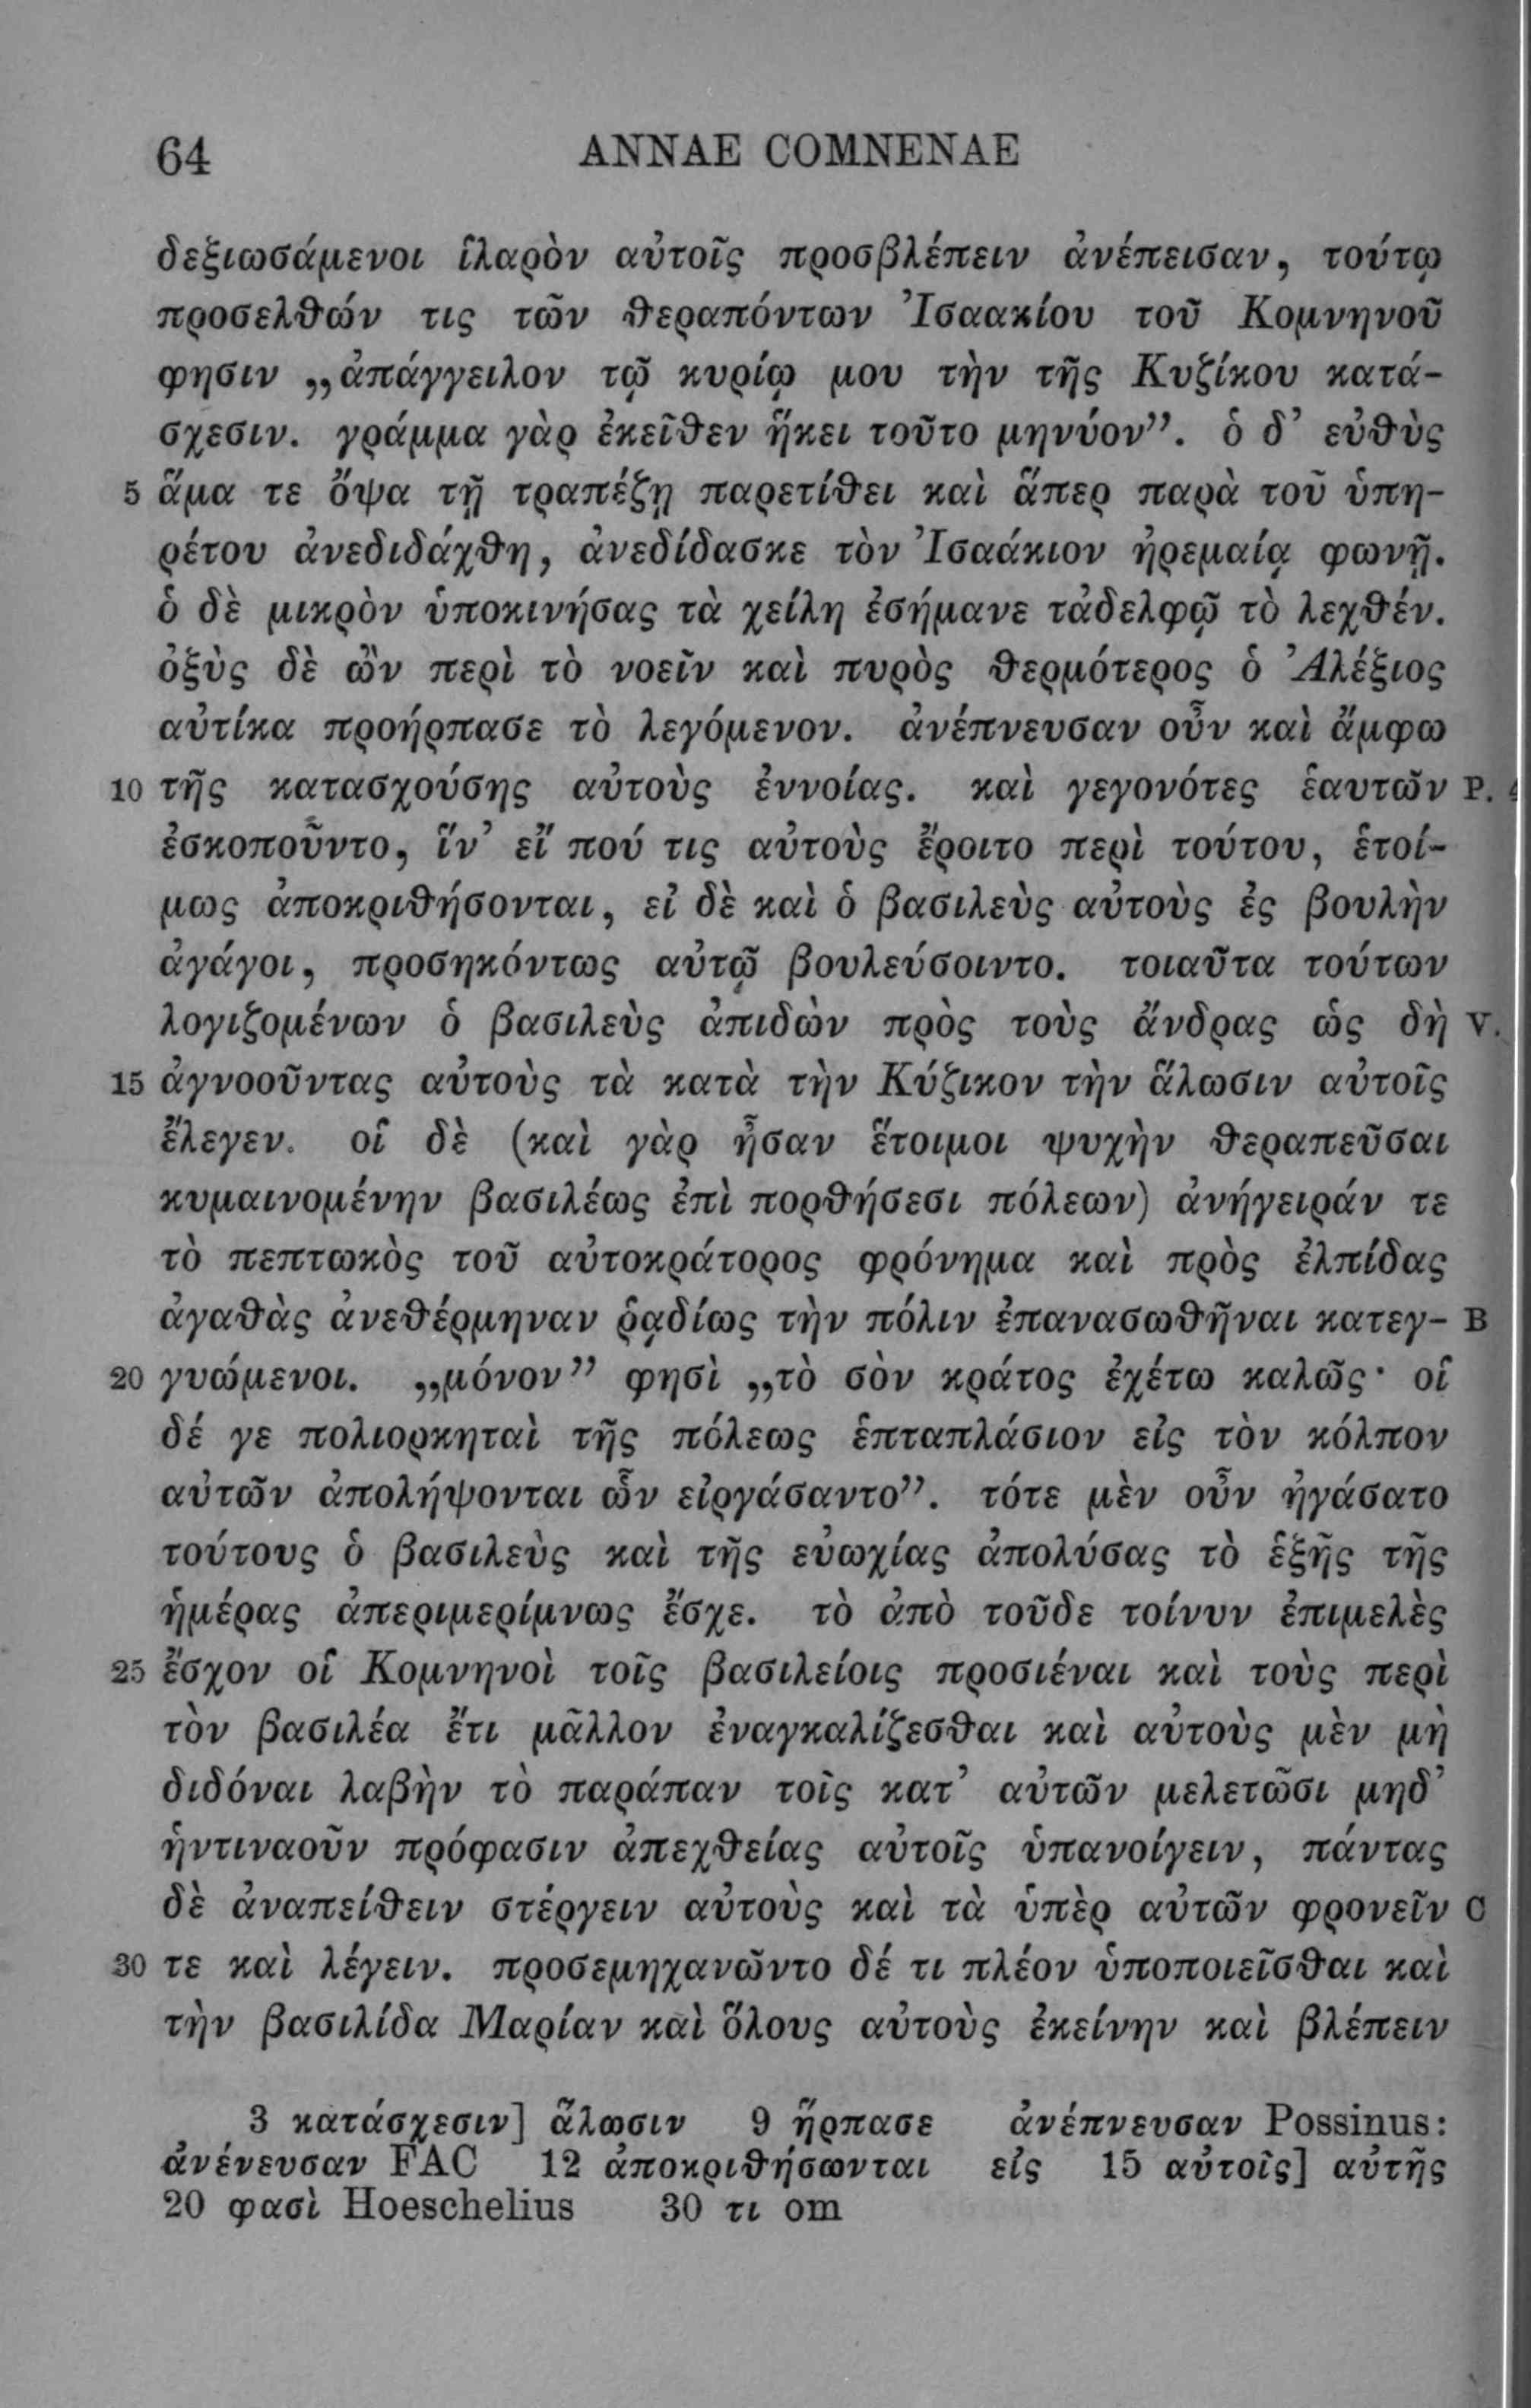 64 ANNAE COMNENAE
δεξιωσάμενοι ἱλαρὸν αὐτοῖς προσβλέπειν ἀνέπεισαν, τούτῳ
προσελθών τις τῶν θεραπόντων Ἰσαακίου τοῦ Κομνηνοῦ
φησιν „ἀπάγγειλον τῷ κυρίῳ μου τὴν τῆς Κυζίκου κατά-
σχεσιν. γράμμα γὰρ ἐκεῖθεν ἥκει τοῦτο μηνύον”. ὁ δ’ εὐθὺς
5 ἅμα τε ὄψα τῇ τραπέζῃ παρετίθει καὶ ἅπερ παρὰ τοῦ ὑπη-
ρέτου ἀνεδιδάχθη, ἀνεδίδασκε τὸν Ἰσαάκιον ἠρεμαίᾳ φωνῇ.
ὁ δὲ μικρὸν ὑποκινήσας τὰ χείλη ἐσήμανε τἀδελφῷ τὸ λεχθέν.
ὀξὺς δὲ ὢν περὶ τὸ νοεῖν καὶ πυρὸς θερμότερος ὁ Ἀλέξιος
αὐτίκα προήρπασε τὸ λεγόμενον. ἀνέπνευσαν οὖν καὶ ἄμφω
10 τῆς κατασχούσης αὐτοὺς ἐννοίας. καὶ γεγονότες ἑαυτῶν P.
ἐσκοποῦντο, ἵν’ εἴ πού τις αὐτοὺς ἔροιτο περὶ τούτου, ἑτοί-
μως ἀποκριθήσονται, εἰ δὲ καὶ ὁ βασιλεὺς αὐτοὺς ἐς βουλὴν
ἀγάγοι, προσηκόντως αὐτῷ βουλεύσοιντο. τοιαῦτα τούτων
λογιζομένων ὁ βασιλεὺς ἀπιδὼν πρὸς τοὺς ἄνδρας ὡς δὴ V.
15 ἀγνοοῦντας αὐτοὺς τὰ κατὰ τὴν Κύζικον τὴν ἅλωσιν αὐτοῖς
ἔλεγεν. οἱ δὲ (καὶ γὰρ ἦσαν ἕτοιμοι ψυχὴν θεραπεῦσαι
κυμαινομένην βασιλέως ἐπὶ πορθήσεσι πόλεων) ἀνήγειράν τε
τὸ πεπτωκὸς τοῦ αὐτοκράτορος φρόνημα καὶ πρὸς ἐλπίδας
ἀγαθὰς ἀνεθέρμηναν ῥᾳδίως τὴν πόλιν ἐπανασωθῆναι κατεγ- B
20 γυώμενοι. „μόνον” φησὶ „τὸ σὸν κράτος ἐχέτω καλῶς· οἱ
δέ γε πολιορκηταὶ τῆς πόλεως ἑπταπλάσιον εἰς τὸν κόλπον
αὐτῶν ἀπολήψονται ὧν εἰργάσαντο”. τότε μὲν οὖν ἠγάσατο
τούτους ὁ βασιλεὺς καὶ τῆς εὐωχίας ἀπολύσας τὸ ἑξῆς τῆς
ἡμέρας ἀπεριμερίμνως ἔσχε. τὸ ἀπὸ τοῦδε τοίνυν ἐπιμελὲς
25 ἔσχον οἱ Κομνηνοὶ τοῖς βασιλείοις προσιέναι καὶ τοὺς περὶ
τὸν βασιλέα ἔτι μᾶλλον ἐναγκαλίζεσθαι καὶ αὐτοὺς μὲν μὴ
διδόναι λαβὴν τὸ παράπαν τοῖς κατ’ αὐτῶν μελετῶσι μηδ’
ἡντιναοῦν πρόφασιν ἀπεχθείας αὐτοῖς ὑπανοίγειν, πάντας
δὲ ἀναπείθειν στέργειν αὐτοὺς καὶ τὰ ὑπὲρ αὐτῶν φρονεῖν C
30 τε καὶ λέγειν. προσεμηχανῶντο δέ τι πλέον ὑποποιεῖσθαι καὶ
τὴν βασιλίδα Μαρίαν καὶ ὅλους αὐτοὺς ἐκείνην καὶ βλέπειν
3 κατάσχεσιν] ἅλωσιν 9 ἥρπασε ἀνέπνευσαν Possinus:
ἀνένευσαν FAC 12 ἀποκριθήσωνται εἰς 15 αὐτοῖς] αὐτῆς
20 φασὶ Hoeschelius 30 τι om